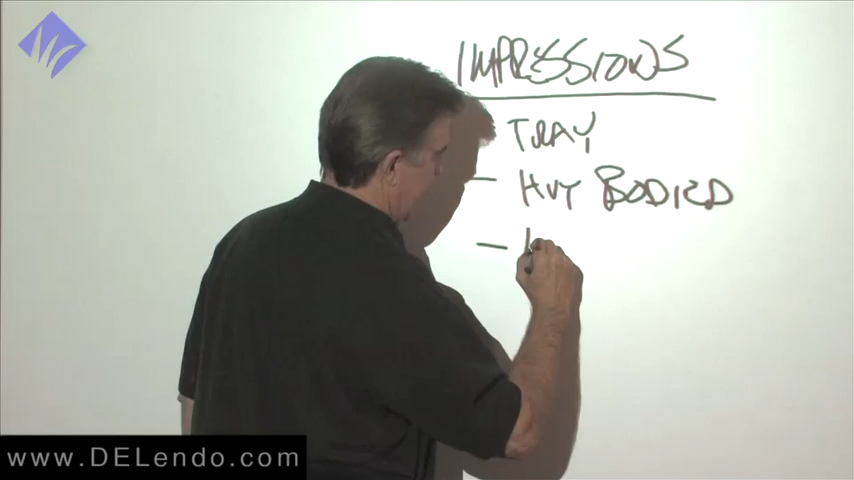 IMPRESSIONS
TRAY
- HVY BODIED
-
www.DELendo.com